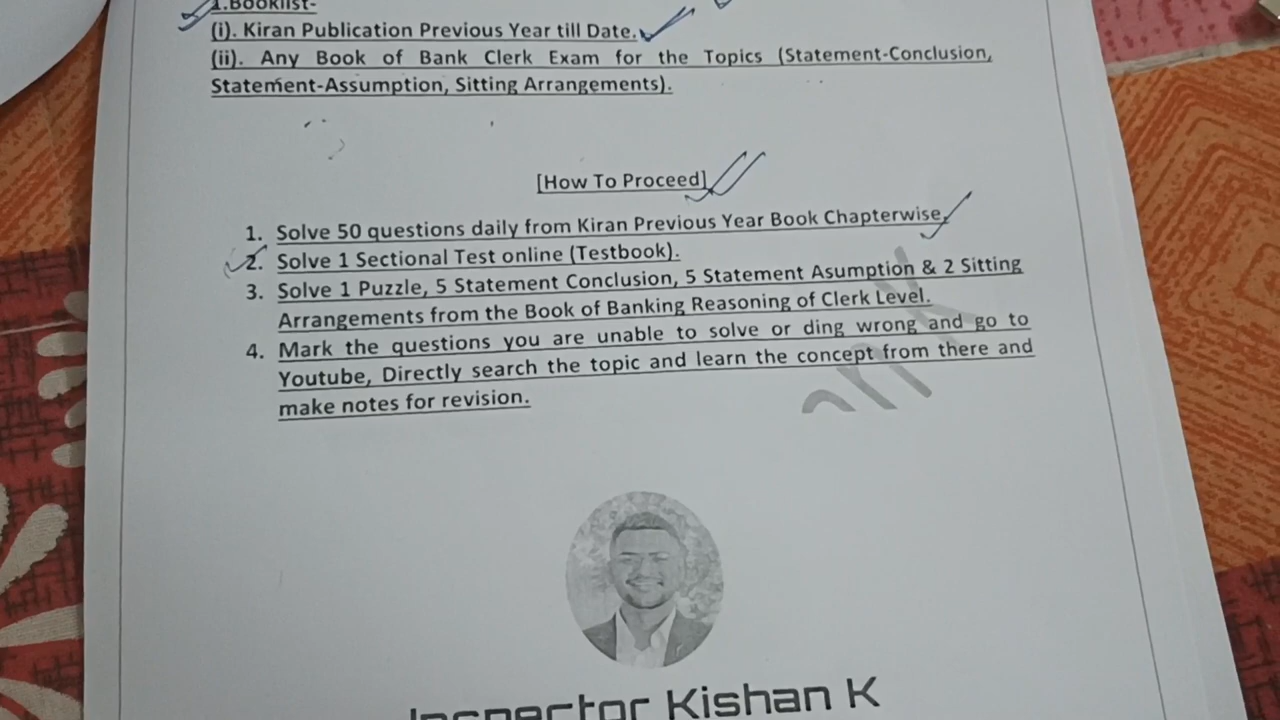 1.Booklist-
(i). Kiran Publication Previous Year till Date.
(ii). Any Book of Bank Clerk Exam for the Topics (Statement-Conclusion,
Statement-Assumption, Sitting Arrangements).
[How To Proceed]
1. Solve 50 questions daily from Kiran Previous Year Book Chapterwise.
2. Solve 1 Sectional Test online (Testbook).
3. Solve 1 Puzzle, 5 Statement Conclusion, 5 Statement Asumption & 2 Sitting
Arrangements from the Book of Banking Reasoning of Clerk Level.
4. Mark the questions you are unable to solve or ding wrong and go to
Youtube, Directly search the topic and learn the concept from there and
make notes for revision.
Inspector Kishan K